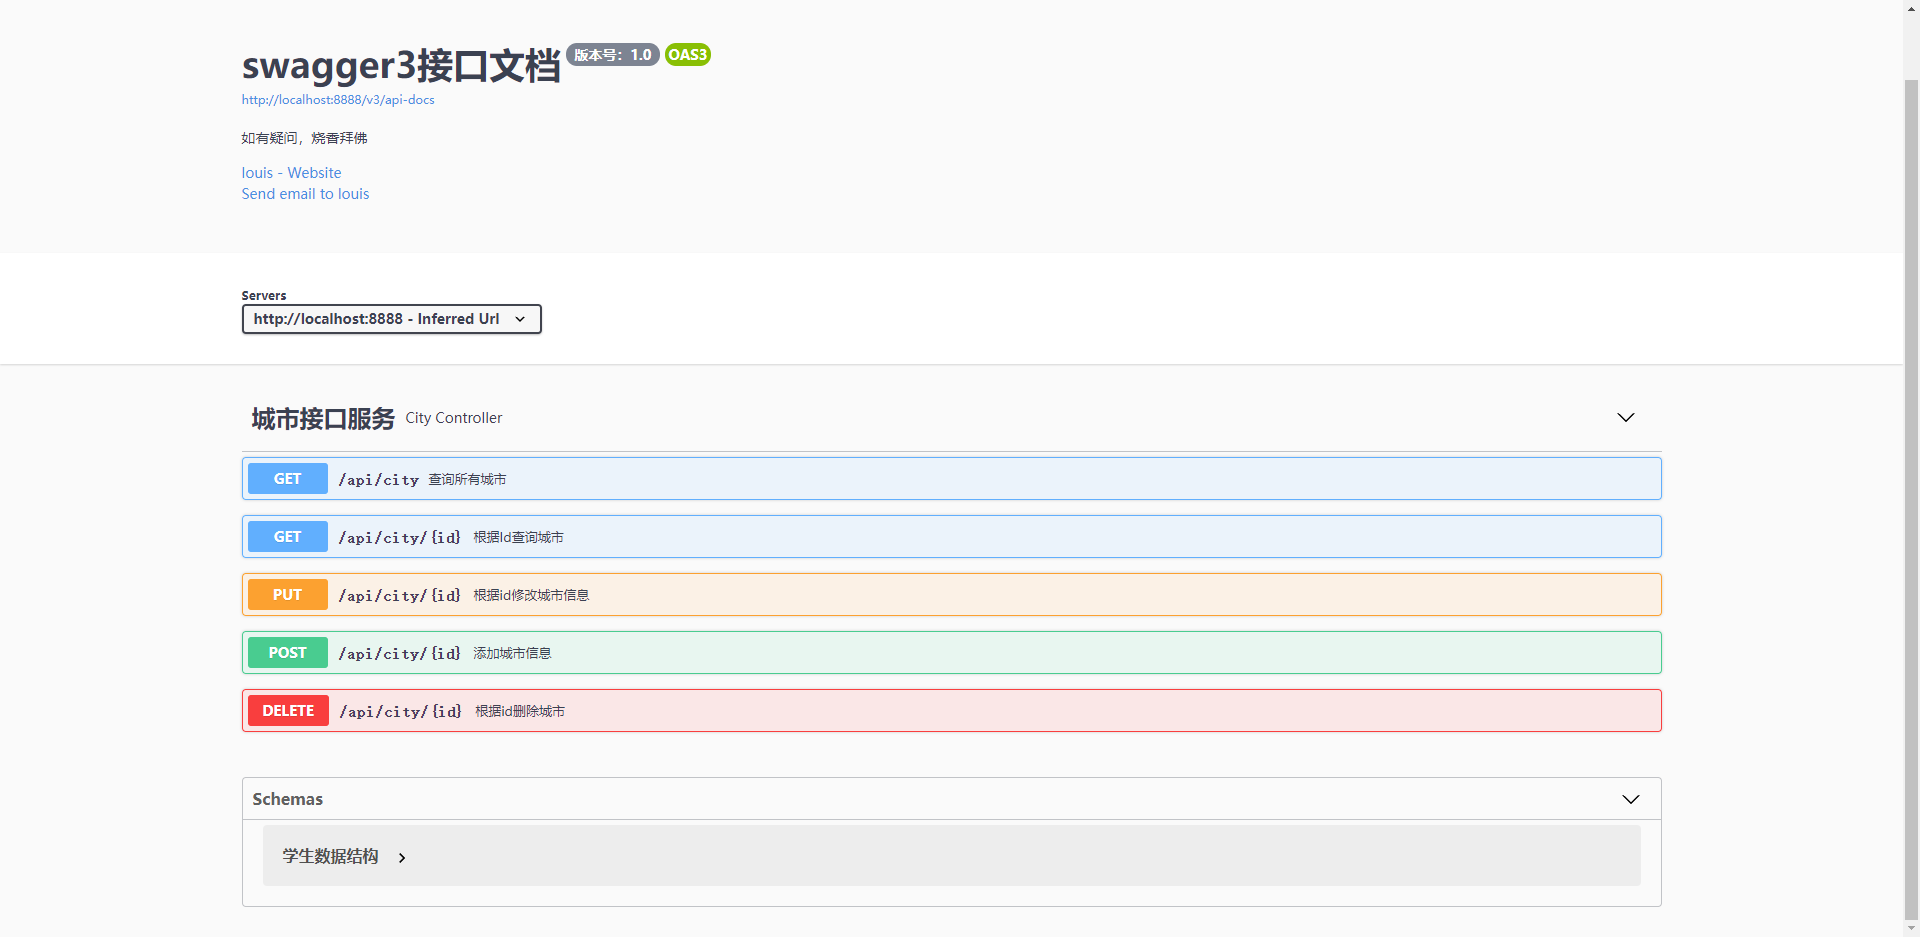 swagger3接口文档 版本号：1.0 OAS3
http://localhost:8888/v3/api-docs
如有疑问，烧香拜佛
louis - Website
Send email to louis
Servers
http://localhost:8888 - Inferred Url
城市接口服务 City Controller
GET /api/city 查询所有城市
GET /api/city/{id} 根据Id查询城市
PUT /api/city/{id} 根据id修改城市信息
POST /api/city/{id} 添加城市信息
DELETE /api/city/{id} 根据id删除城市
Schemas
学生数据结构